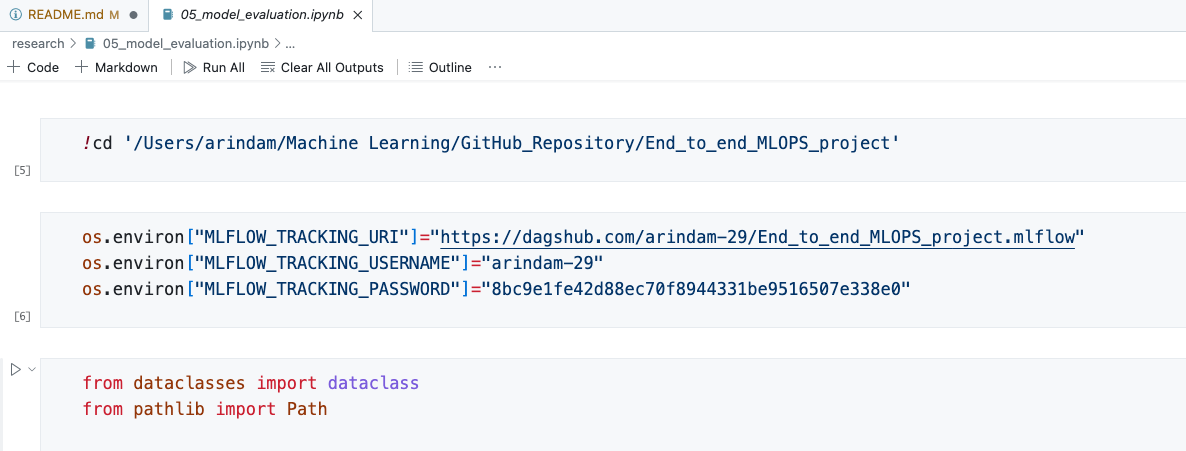 README.md M
05_model_evaluation.ipynb
research > 05_model_evaluation.ipynb > ...
+ Code + Markdown Run All Clear All Outputs Outline ...
!cd '/Users/arindam/Machine Learning/GitHub_Repository/End_to_end_MLOPS_project'
[5]
os.environ["MLFLOW_TRACKING_URI"]="https://dagshub.com/arindam-29/End_to_end_MLOPS_project.mlflow"
os.environ["MLFLOW_TRACKING_USERNAME"]="arindam-29"
os.environ["MLFLOW_TRACKING_PASSWORD"]="8bc9e1fe42d88ec70f8944331be9516507e338e0"
[6]
from dataclasses import dataclass
from pathlib import Path